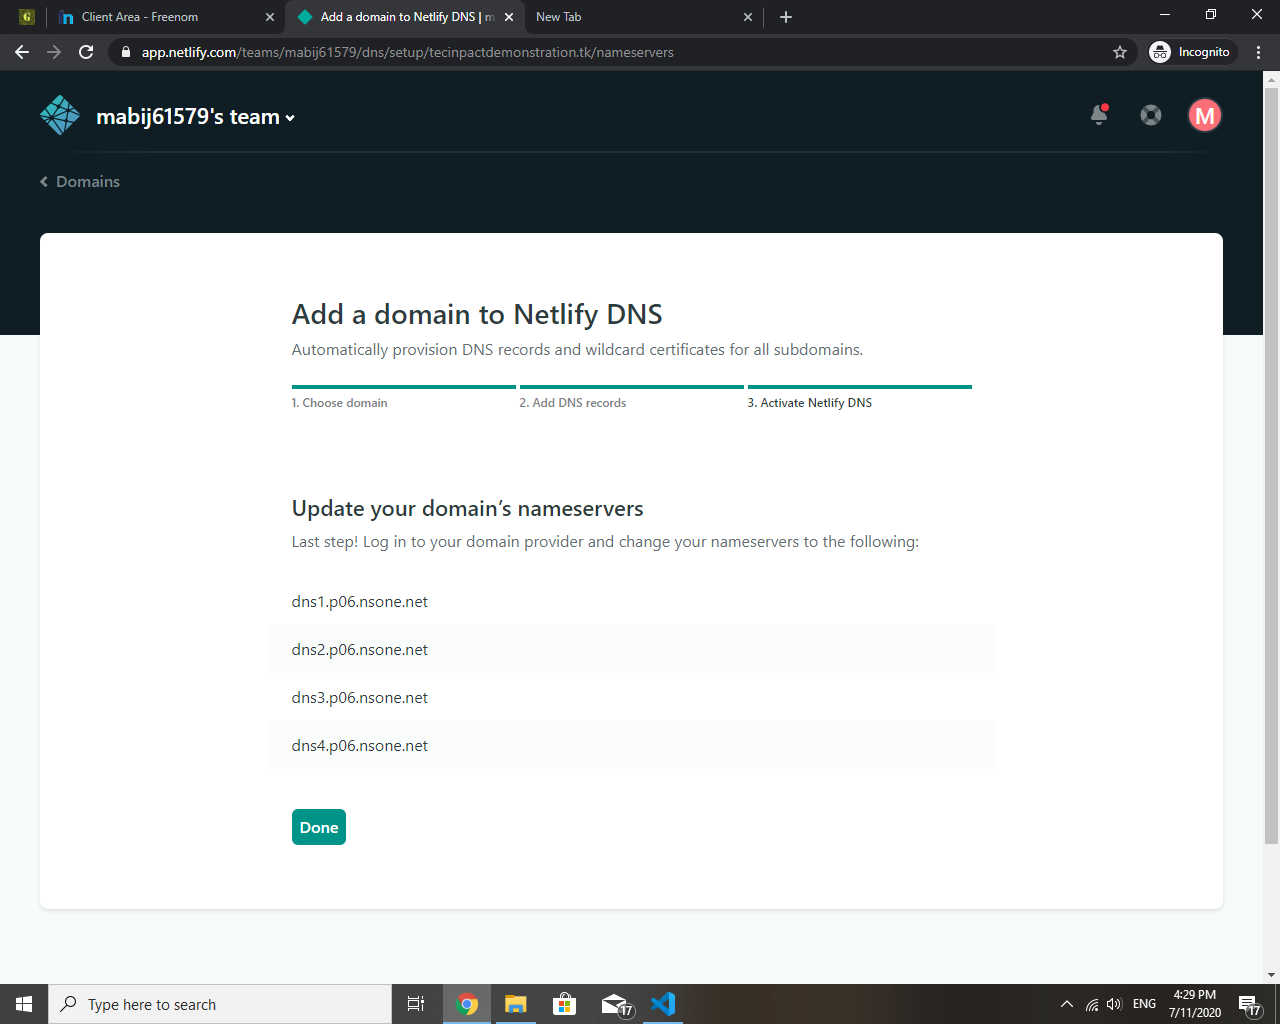 G
Client Area - Freenom
Add a domain to Netlify DNS | m
New Tab
app.netlify.com/teams/mabij61579/dns/setup/tecinpactdemonstration.tk/nameservers
Incognito
mabij61579's team
M
Domains
Add a domain to Netlify DNS
Automatically provision DNS records and wildcard certificates for all subdomains.
1. Choose domain
2. Add DNS records
3. Activate Netlify DNS
Update your domain’s nameservers
Last step! Log in to your domain provider and change your nameservers to the following:
dns1.p06.nsone.net
dns2.p06.nsone.net
dns3.p06.nsone.net
dns4.p06.nsone.net
Done
Type here to search
17
ENG
4:29 PM
7/11/2020
17